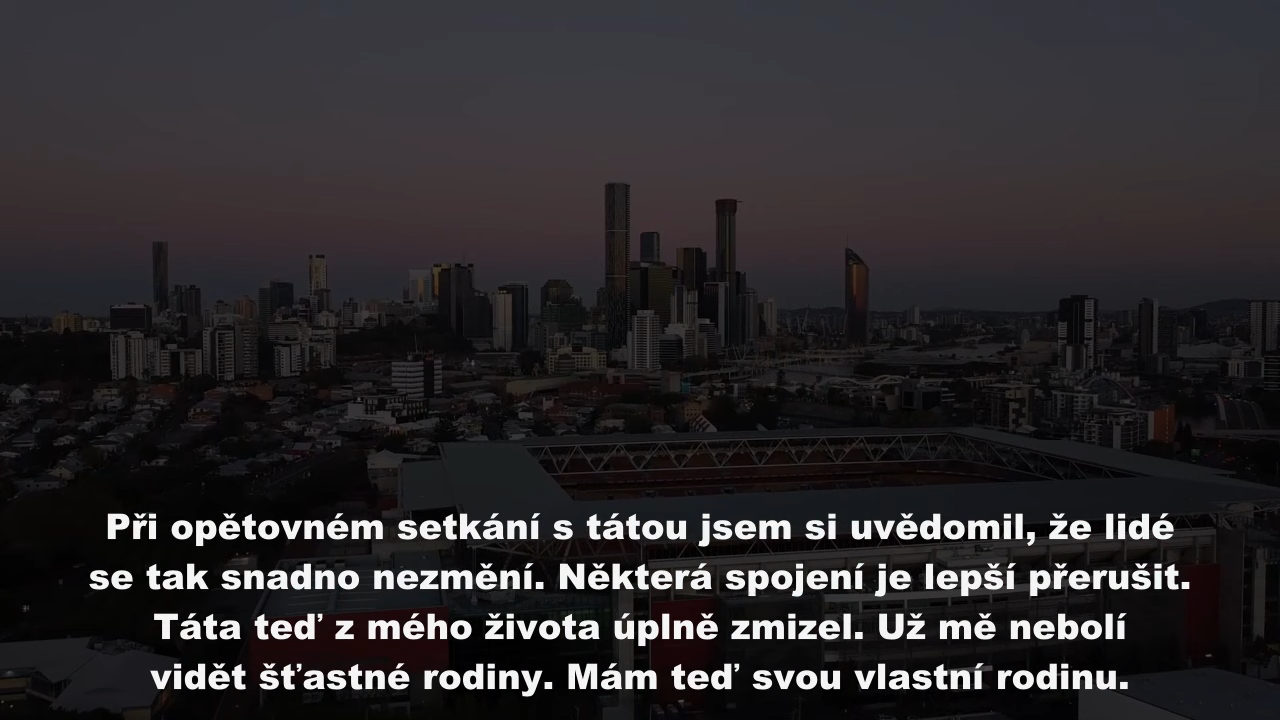 Při opětovném setkání s tátou jsem si uvědomil, že lidé
se tak snadno nezmění. Některá spojení je lepší přerušit.
Táta teď z mého života úplně zmizel. Už mě nebolí
vidět šťastné rodiny. Mám teď svou vlastní rodinu.